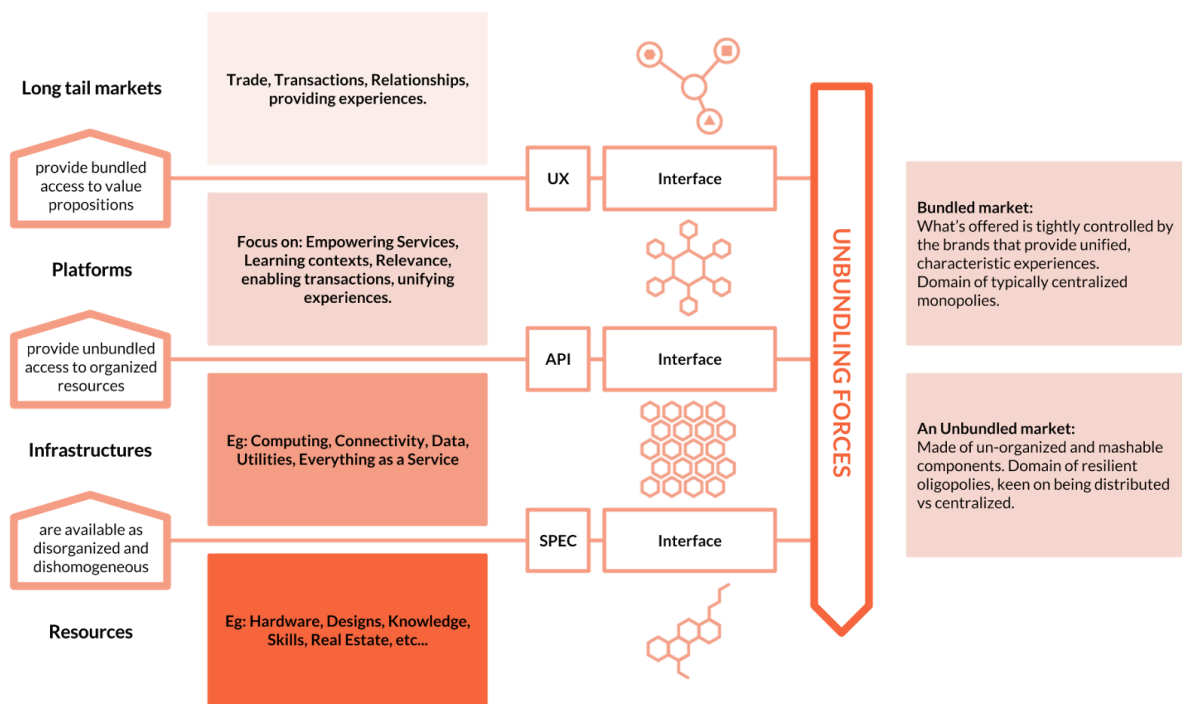 Long tail markets
Trade, Transactions, Relationships,
providing experiences.
provide bundled
access to value
propositions
UX
Interface
Platforms
Focus on: Empowering Services,
Learning contexts, Relevance,
enabling transactions, unifying
experiences.
provide unbundled
access to organized
resources
API
Interface
Infrastructures
Eg: Computing, Connectivity, Data,
Utilities, Everything as a Service
are available as
disorganized and
dishomogeneous
SPEC
Interface
Resources
Eg: Hardware, Designs, Knowledge,
Skills, Real Estate, etc...
UNBUNDLING FORCES
Bundled market:
What's offered is tightly controlled by
the brands that provide unified,
characteristic experiences.
Domain of typically centralized
monopolies.
An Unbundled market:
Made of un-organized and mashable
components. Domain of resilient
oligopolies, keen on being distributed
vs centralized.